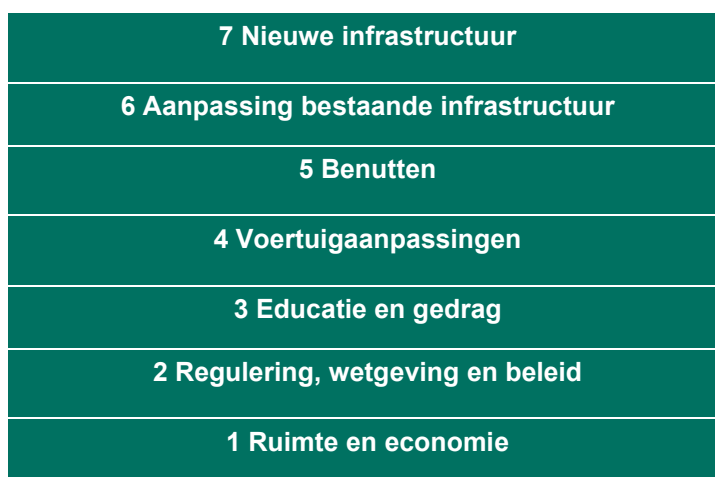 7 Nieuwe infrastructuur
6 Aanpassing bestaande infrastructuur
5 Benutten
4 Voertuigaanpassingen
3 Educatie en gedrag
2 Regulering, wetgeving en beleid
1 Ruimte en economie